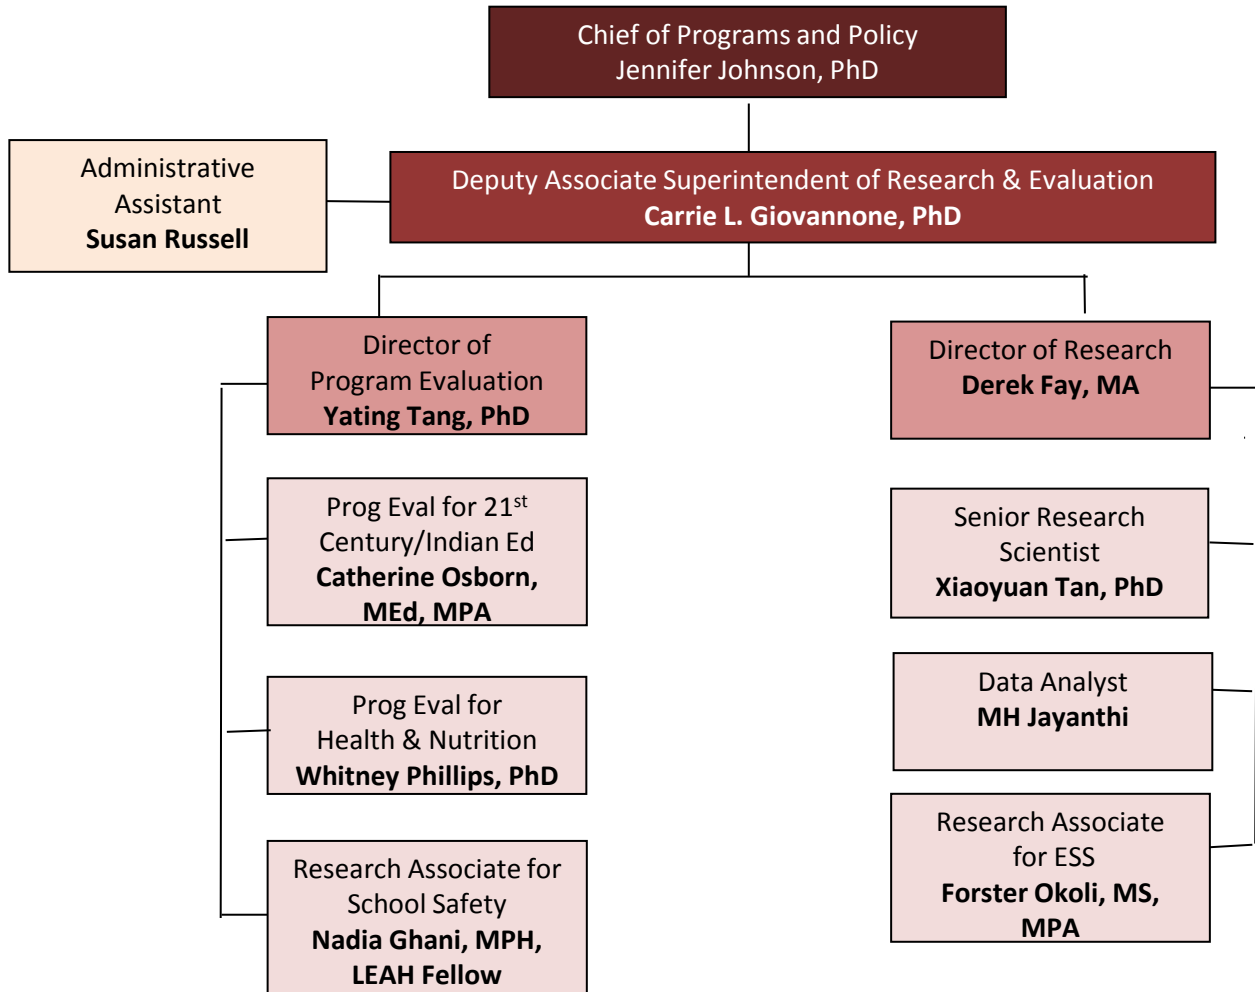 Chief of Programs and Policy
Jennifer Johnson, PhD
Administrative
Assistant
Susan Russell
Deputy Associate Superintendent of Research & Evaluation
Carrie L. Giovannone, PhD
Director of
Program Evaluation
Yating Tang, PhD
Director of Research
Derek Fay, MA
Prog Eval for 21st
Century/Indian Ed
Catherine Osborn,
MEd, MPA
Senior Research
Scientist
Xiaoyuan Tan, PhD
Prog Eval for
Health & Nutrition
Whitney Phillips, PhD
Data Analyst
MH Jayanthi
Research Associate for
School Safety
Nadia Ghani, MPH,
LEAH Fellow
Research Associate
for ESS
Forster Okoli, MS,
MPA